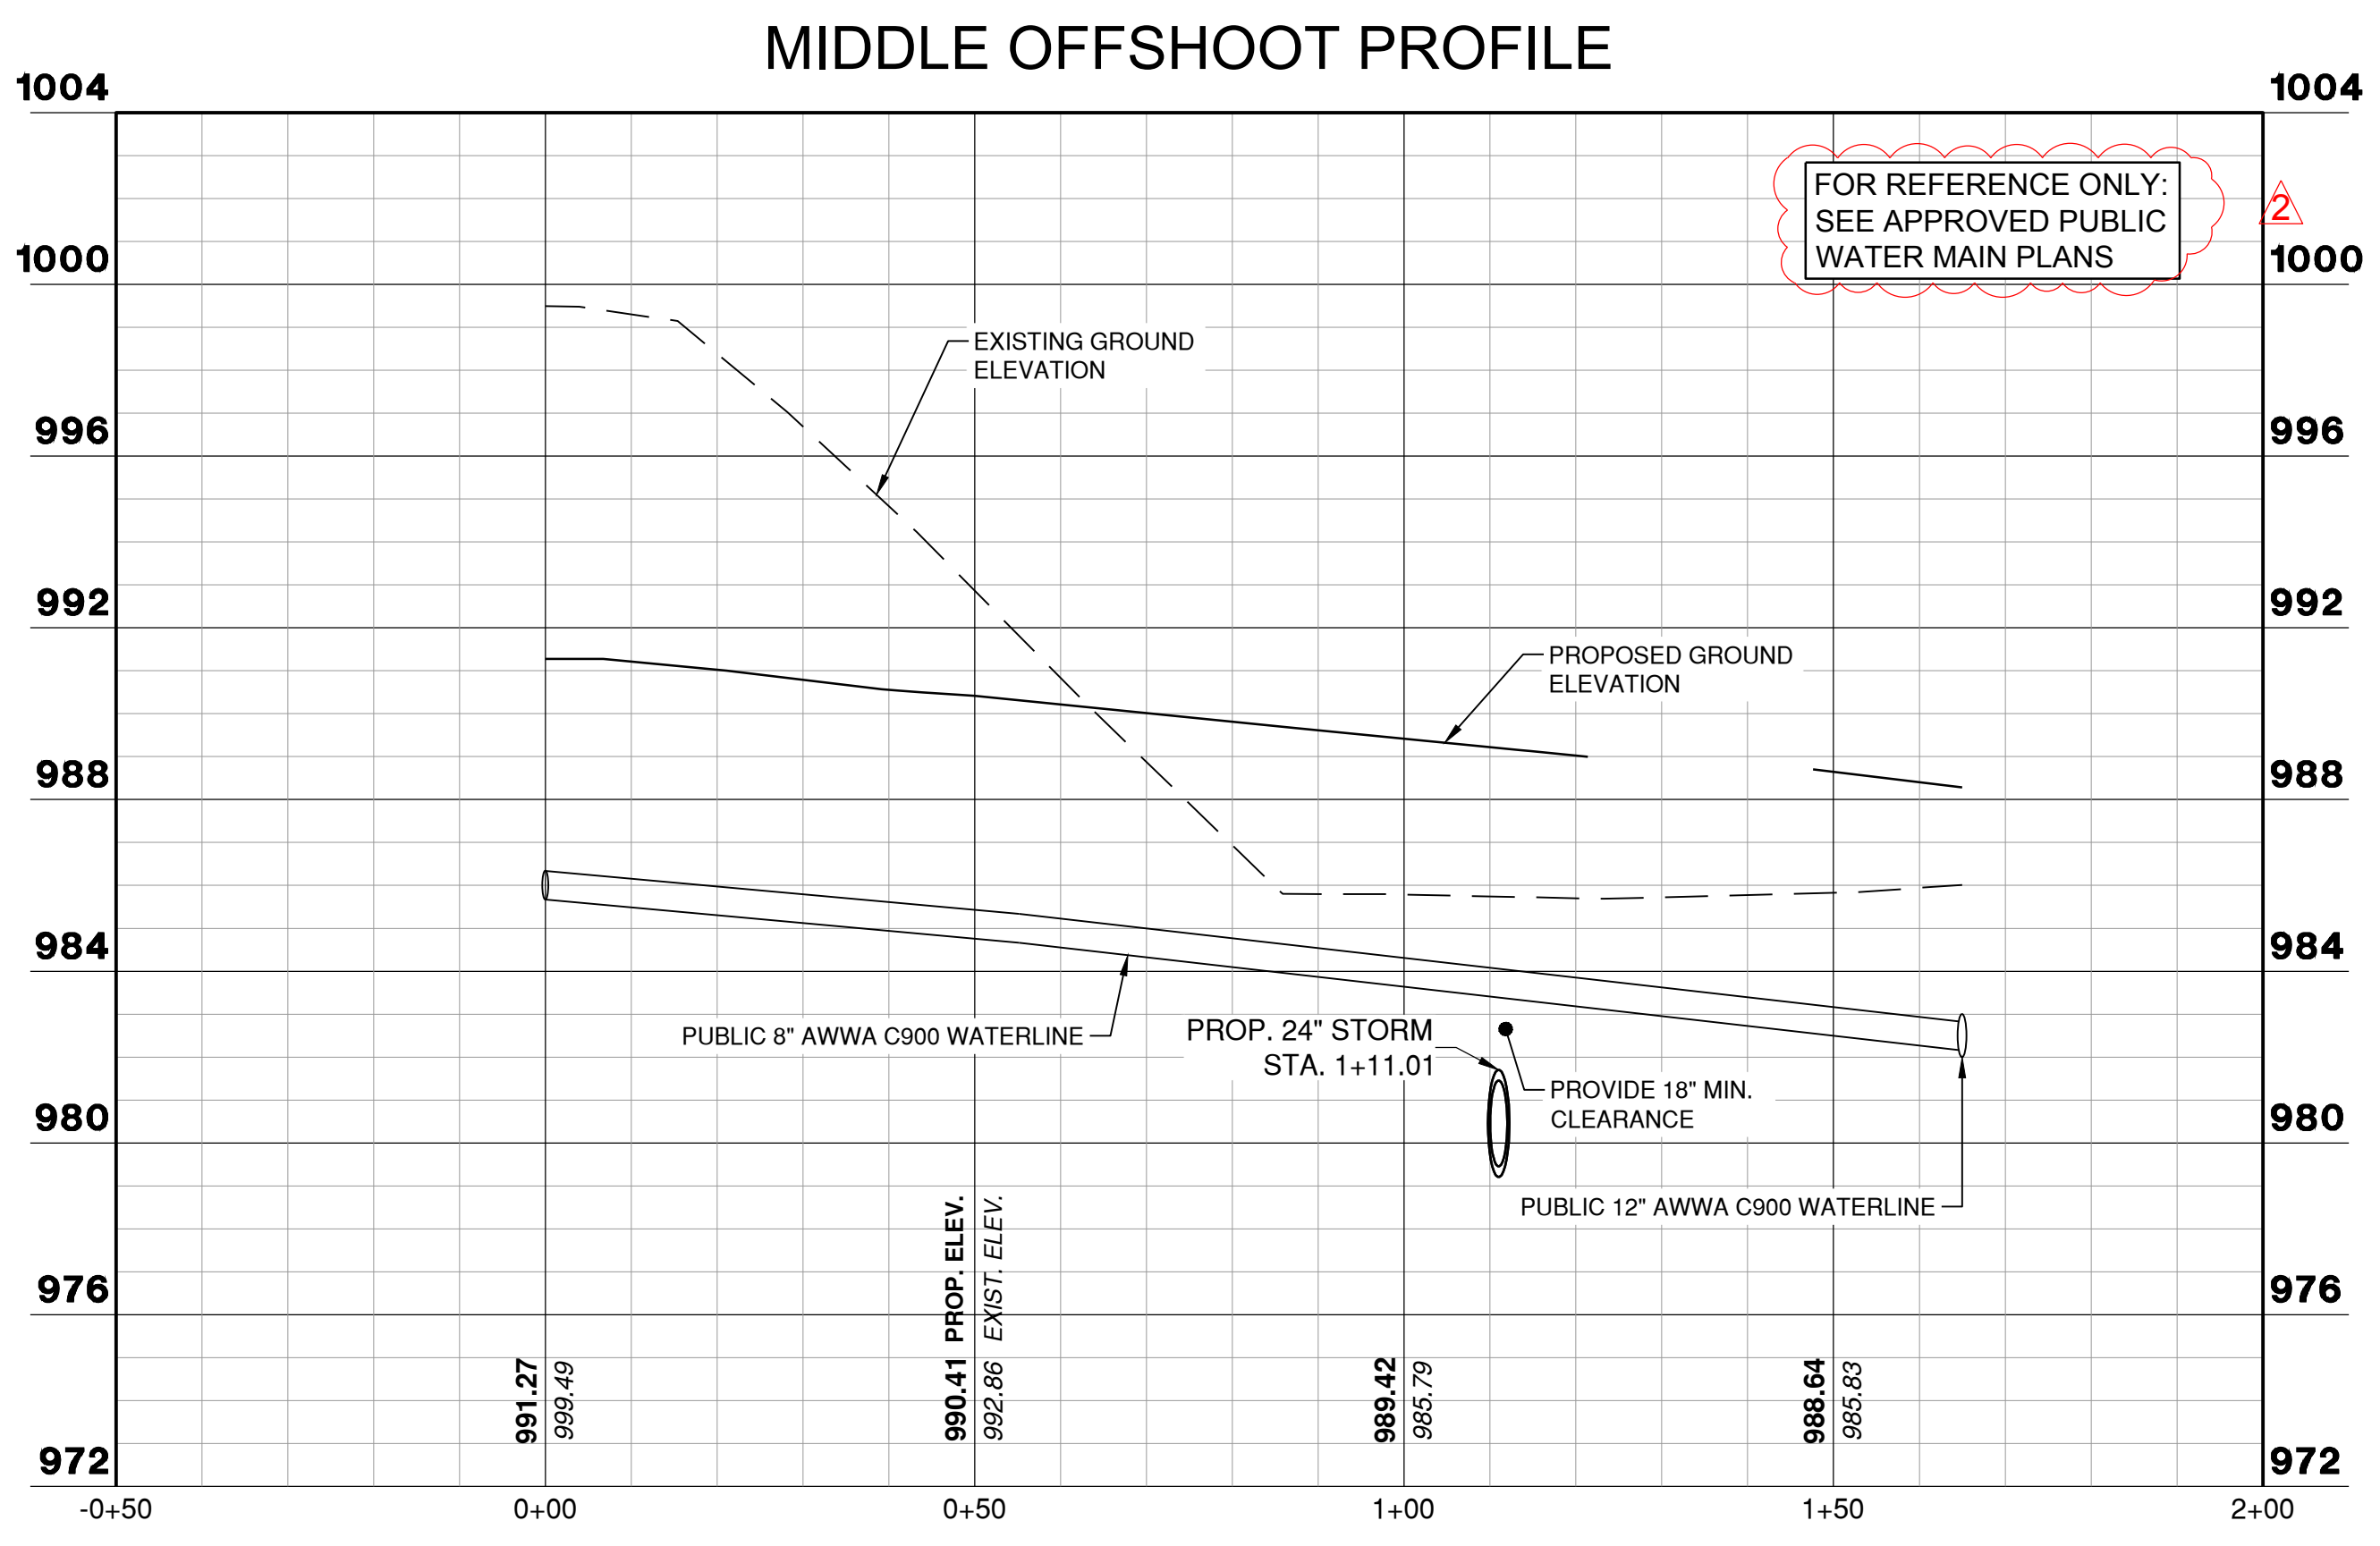 MIDDLE OFFSHOOT PROFILE
1004
1004
FOR REFERENCE ONLY:
SEE APPROVED PUBLIC
WATER MAIN PLANS
2
1000
1000
EXISTING GROUND
ELEVATION
996
996
992
992
PROPOSED GROUND
ELEVATION
988
988
984
984
PUBLIC 8" AWWA C900 WATERLINE
PROP. 24" STORM
STA. 1+11.01
PROVIDE 18" MIN.
CLEARANCE
980
980
PUBLIC 12" AWWA C900 WATERLINE
976
976
991.27
999.49
990.41 PROP. ELEV.
992.86 EXIST. ELEV.
989.42
985.79
988.64
985.83
972
972
-0+50
0+00
0+50
1+00
1+50
2+00